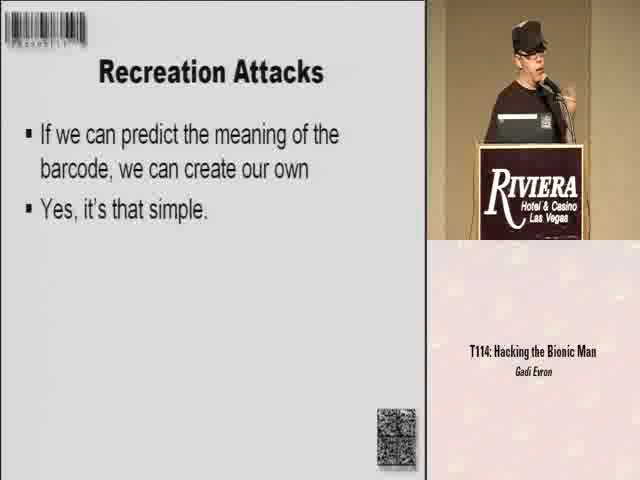 Recreation Attacks
If we can predict the meaning of the
barcode, we can create our own
Yes, it's that simple.
RIVIERA
Hotel & Casino
Las Vegas
T114: Hacking the Bionic Man
Gadi Evron